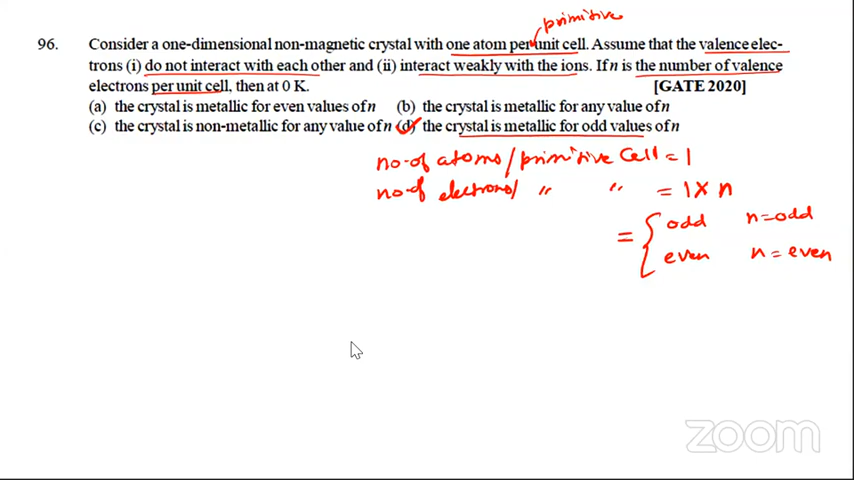 primitive
96. Consider a one-dimensional non-magnetic crystal with one atom per unit cell. Assume that the valence elec-
trons (i) do not interact with each other and (ii) interact weakly with the ions. If n is the number of valence
electrons per unit cell, then at 0 K. [GATE 2020]
(a) the crystal is metallic for even values of n (b) the crystal is metallic for any value of n
(c) the crystal is non-metallic for any value of n (d) the crystal is metallic for odd values of n
no-of atoms/primitive cell = 1
no-of electrons/ " " = 1 x n
= { odd n=odd
even n=even
zoom